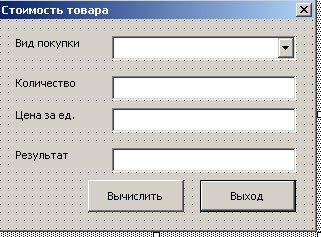 Стоимость товара
Вид покупки
Количество
Цена за ед.
Результат
Вычислить Выход